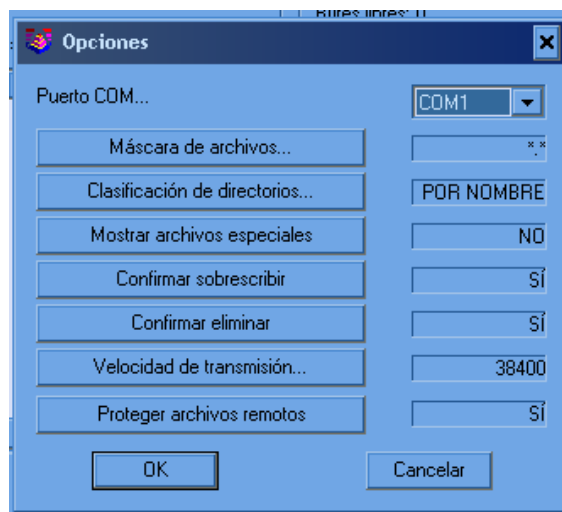 Opciones
Puerto COM... COM1
Máscara de archivos... *.*
Clasificación de directorios... POR NOMBRE
Mostrar archivos especiales NO
Confirmar sobrescribir SÍ
Confirmar eliminar SÍ
Velocidad de transmisión... 38400
Proteger archivos remotos SÍ
OK Cancelar